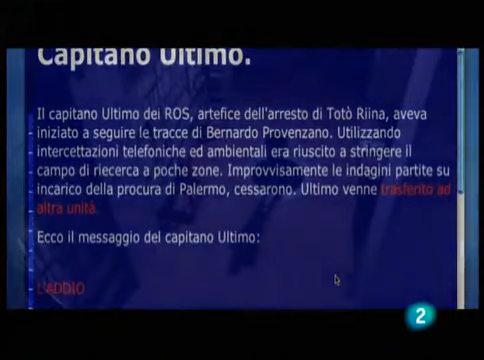 Capitano Ultimo.
Il capitano Ultimo dei ROS, artefice dell'arresto di Totò Riina, aveva
iniziato a seguire le tracce di Bernardo Provenzano. Utilizzando
intercettazioni telefoniche ed ambientali era riuscito a stringere il
campo di riecerca a poche zone. Improvvisamente le indagini partite su
incarico della procura di Palermo, cessarono. Ultimo venne trasferito ad
altra unità.
Ecco il messaggio del capitano Ultimo:
L'ADDIO
2